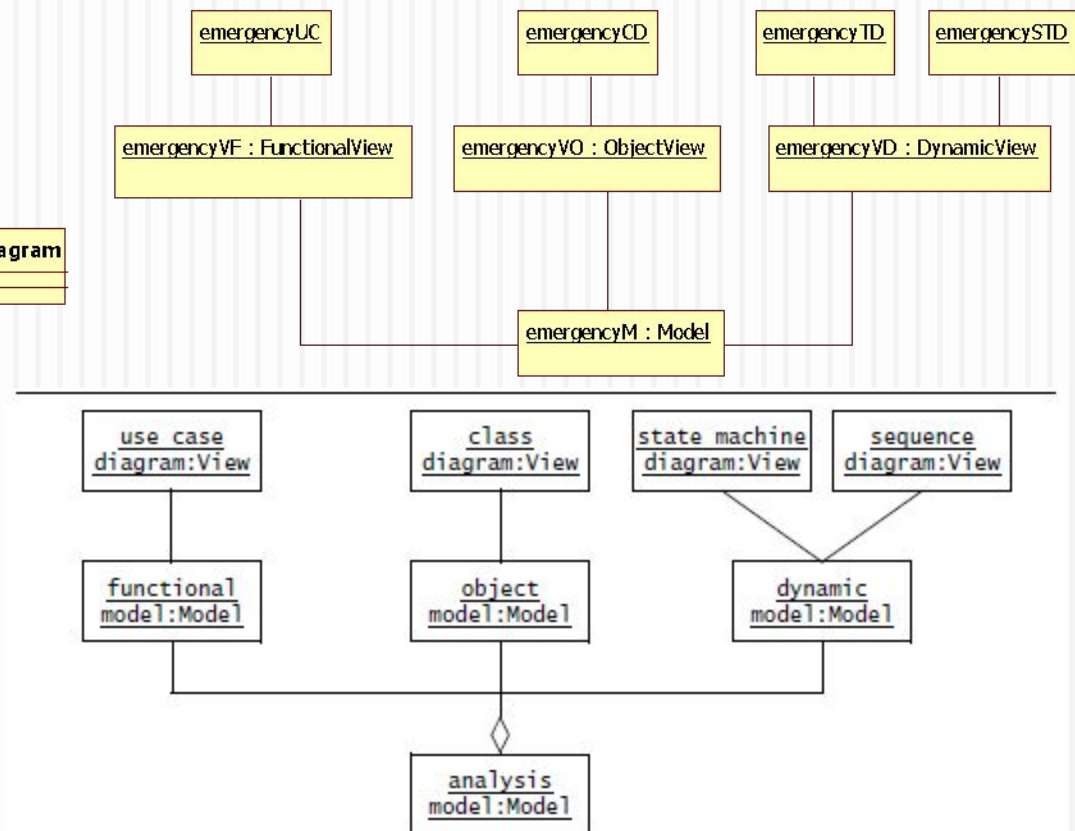 emergencyUC
emergencyCD
emergencyTD
emergencySTD
emergencyVF : FunctionalView
emergencyVO : ObjectView
emergencyVD : DynamicView
agram
emergencyM : Model
use case
diagram:View
class
diagram:View
state machine
diagram:View
sequence
diagram:View
functional
model:Model
object
model:Model
dynamic
model:Model
analysis
model:Model